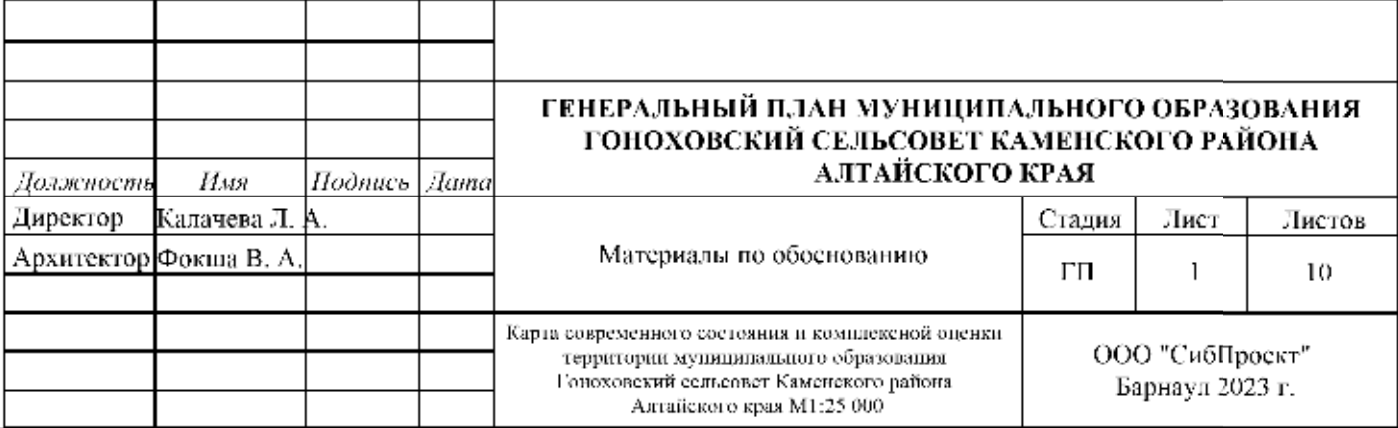 ГЕНЕРАЛЬНЫЙ ПЛАН МУНИЦИПАЛЬНОГО ОБРАЗОВАНИЯ
ГОНОХОВСКИЙ СЕЛЬСОВЕТ КАМЕНСКОГО РАЙОНА
АЛТАЙСКОГО КРАЯ
Должность Имя Подпись Дата
Директор Калачева Л. А.
Архитектор Фокша В. А.
Материалы по обоснованию
Стадия Лист Листов
ГП 1 10
Карта современного состояния и комплексной оценки
территории муниципального образования
Гоноховский сельсовет Каменского района
Алтайского края М1:25 000
ООО "СибПроект"
Барнаул 2023 г.